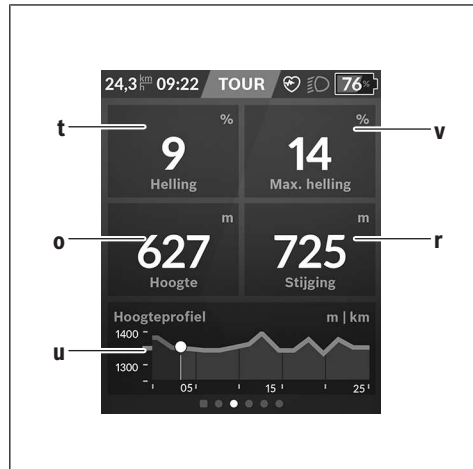 24,3 km/h 09:22 TOUR 76%
t
% %
v
9 14
Helling Max. helling
o
m m
r
627 725
Hoogte Stijging
Hoogteprofiel m | km
u
1400
1300
05 15 25